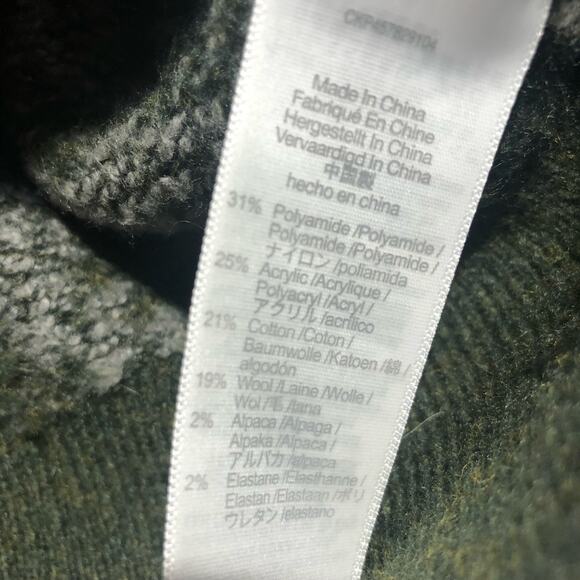 Made In China
Fabriqué En Chine
Hergestellt In China
Vervaardigd In China
中国製
hecho en china
31% Polyamide /Polyamide /
Polyamide /Polyamide /
ナイロン /poliamida
25% Acrylic /Acrylique /
Polyacryl /Acryl /
アクリル /acrílico
21% Cotton /Coton /
Baumwolle /Katoen /綿 /
algodón
19% Wool /Laine /Wolle /
Wol /毛 /lana
2% Alpaca /Alpaga /
Alpaka /Alpaca /
アルパカ /alpaca
2% Elastane /Elasthanne /
Elastan /Elastaan /ポリ
ウレタン /elastano